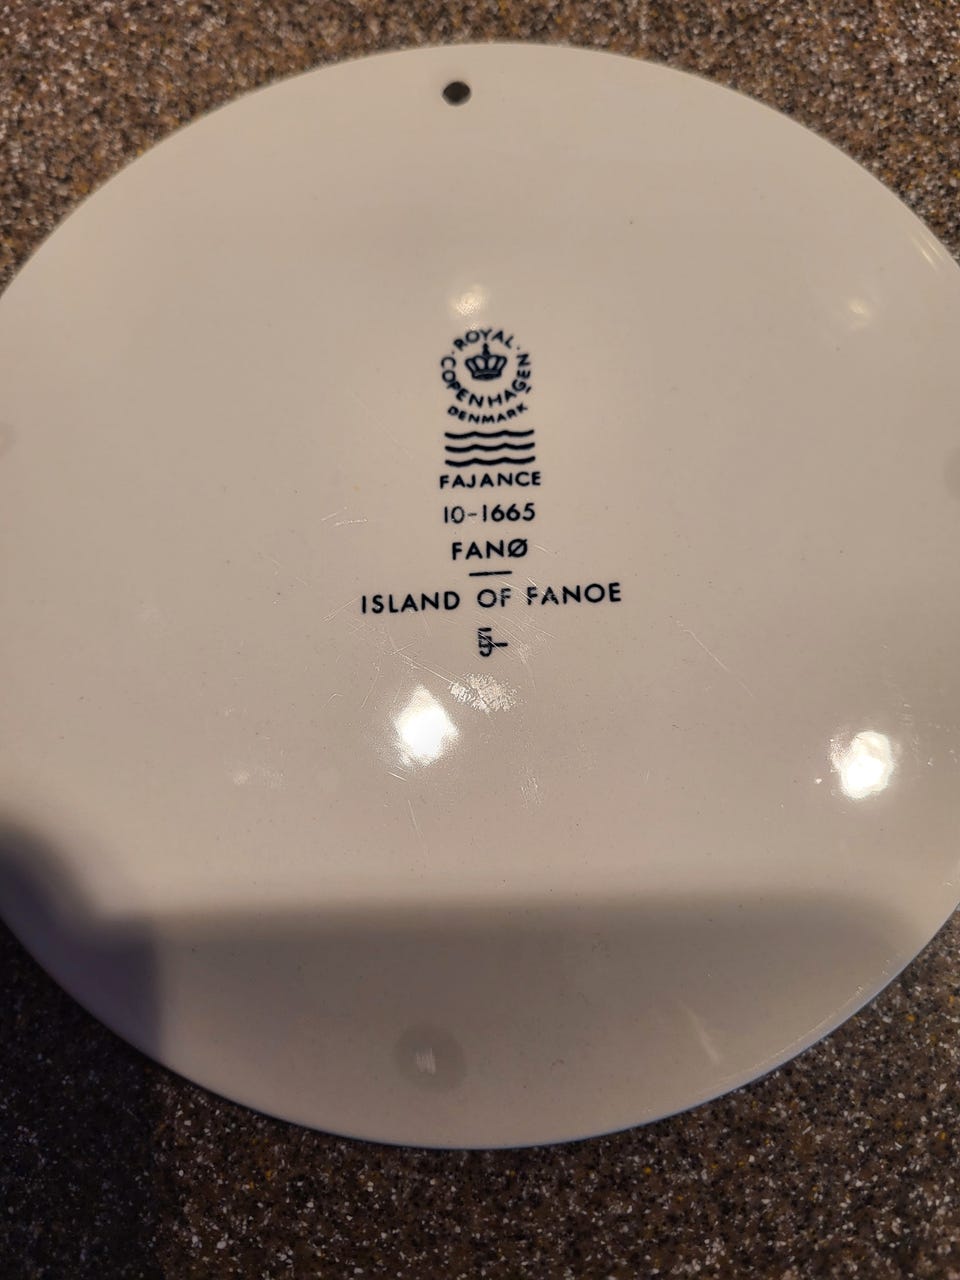 ROYAL
COPENHAGEN
DENMARK
FAJANCE
10-1665
FANØ
ISLAND OF FANOE